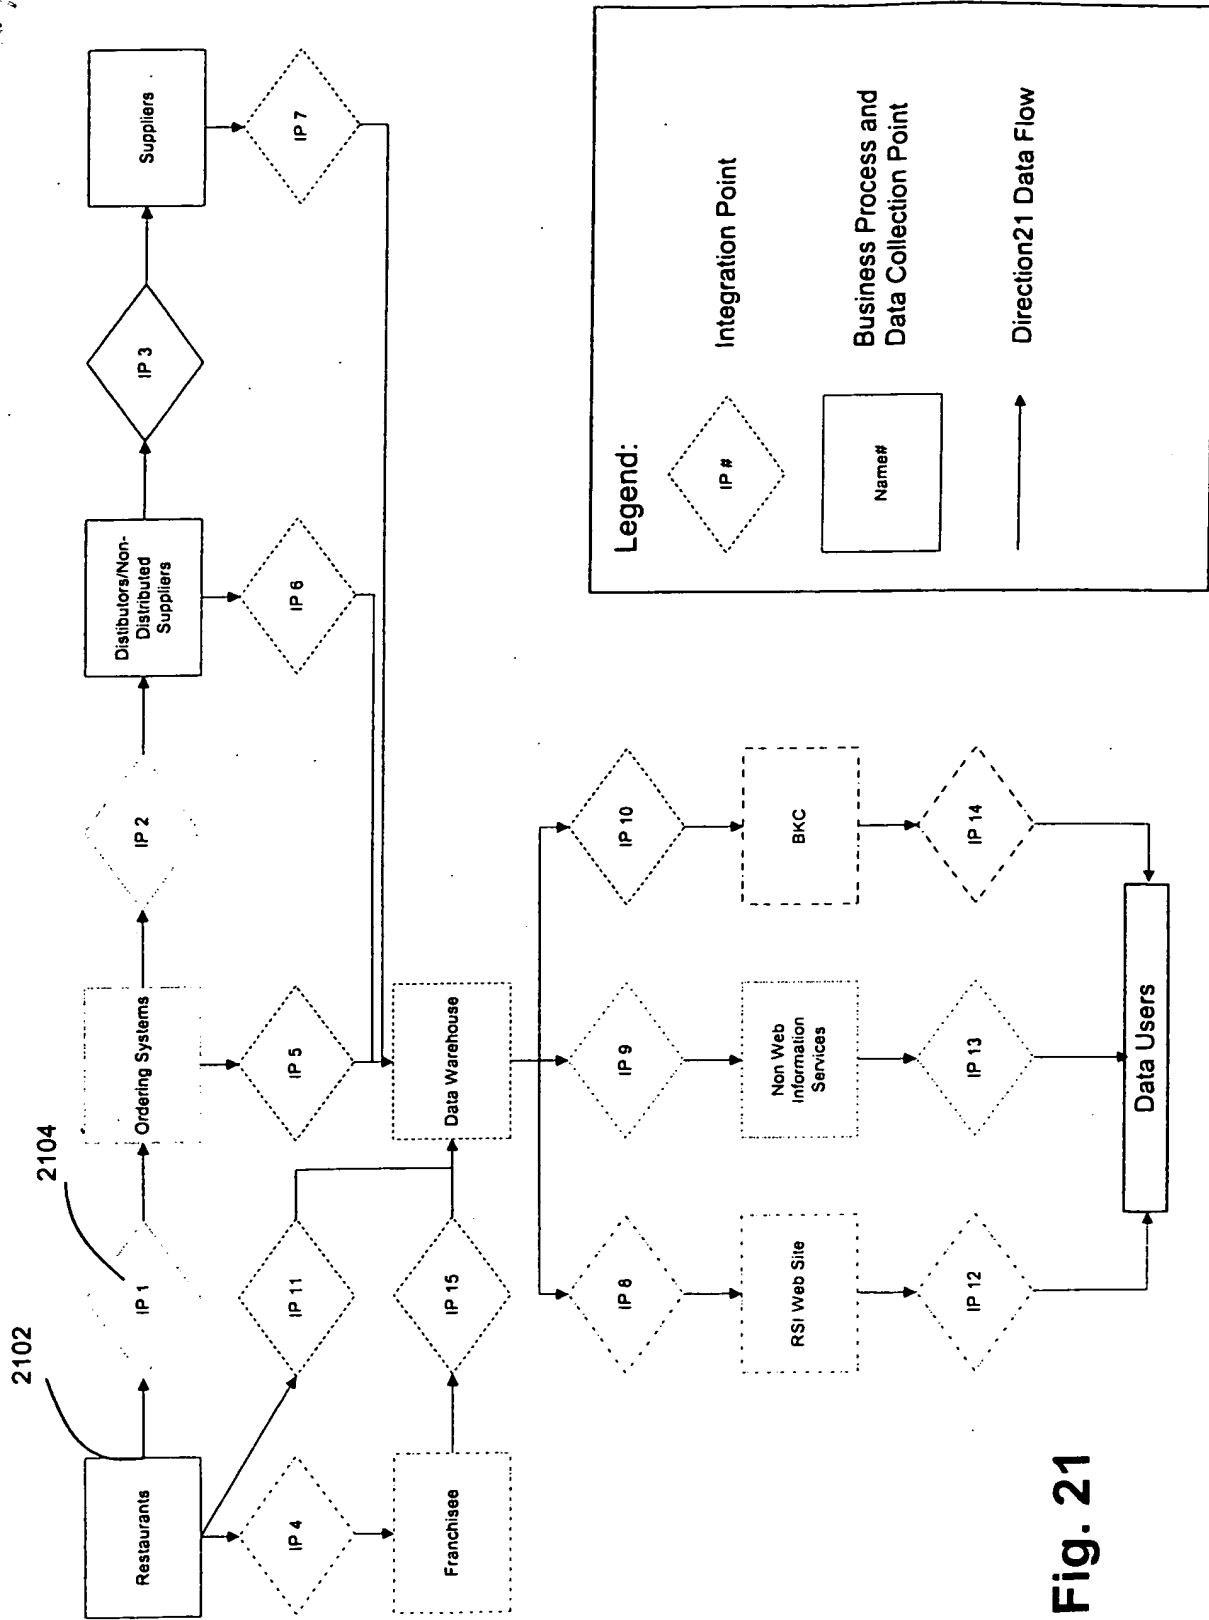 2102
2104
Restaurants
IP 1
Ordering Systems
IP 2
Distibutors/Non-
Distributed
Suppliers
IP 3
Suppliers
IP 4
IP 11
IP 5
IP 6
IP 7
Franchisee
IP 15
Data Warehouse
IP 8
IP 9
IP 10
RSI Web Site
Non Web
Information
Services
BKC
IP 12
IP 13
IP 14
Data Users
Legend:
IP #
Integration Point
Name#
Business Process and
Data Collection Point
Direction21 Data Flow
Fig. 21